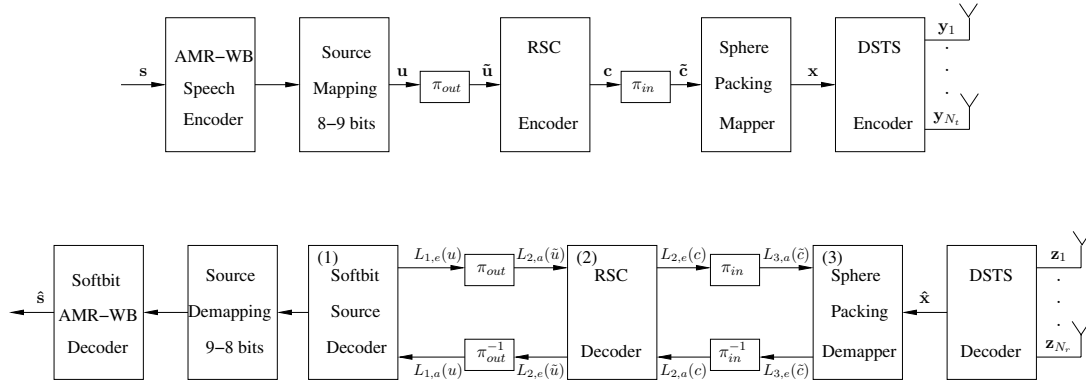 s
AMR–WB
Speech
Encoder
Source
Mapping
8–9 bits
u
π_out
ũ
RSC
Encoder
c
π_in
c̃
Sphere
Packing
Mapper
x
DSTS
Encoder
y_1
y_{N_t}
ŝ
Softbit
AMR–WB
Decoder
Source
Demapping
9–8 bits
(1)
Softbit
Source
Decoder
L_{1,e}(u)
π_out
L_{2,a}(ũ)
L_{1,a}(u)
π_out^{-1}
L_{2,e}(ũ)
(2)
RSC
Decoder
L_{2,e}(c)
π_in
L_{3,a}(c̃)
L_{2,a}(c)
π_in^{-1}
L_{3,e}(c̃)
(3)
Sphere
Packing
Demapper
x̂
DSTS
Decoder
z_1
z_{N_r}